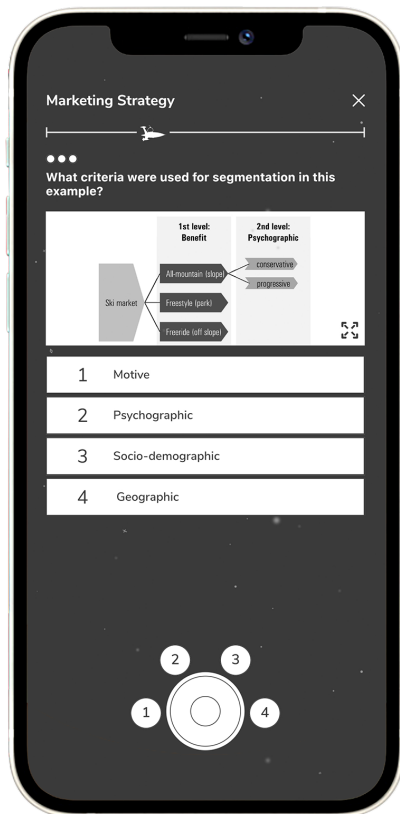 Marketing Strategy
What criteria were used for segmentation in this
example?
1st level:
Benefit
2nd level:
Psychographic
Ski market
All-mountain (slope)
Freestyle (park)
Freeride (off slope)
conservative
progressive
1 Motive
2 Psychographic
3 Socio-demographic
4 Geographic
2
3
1
4